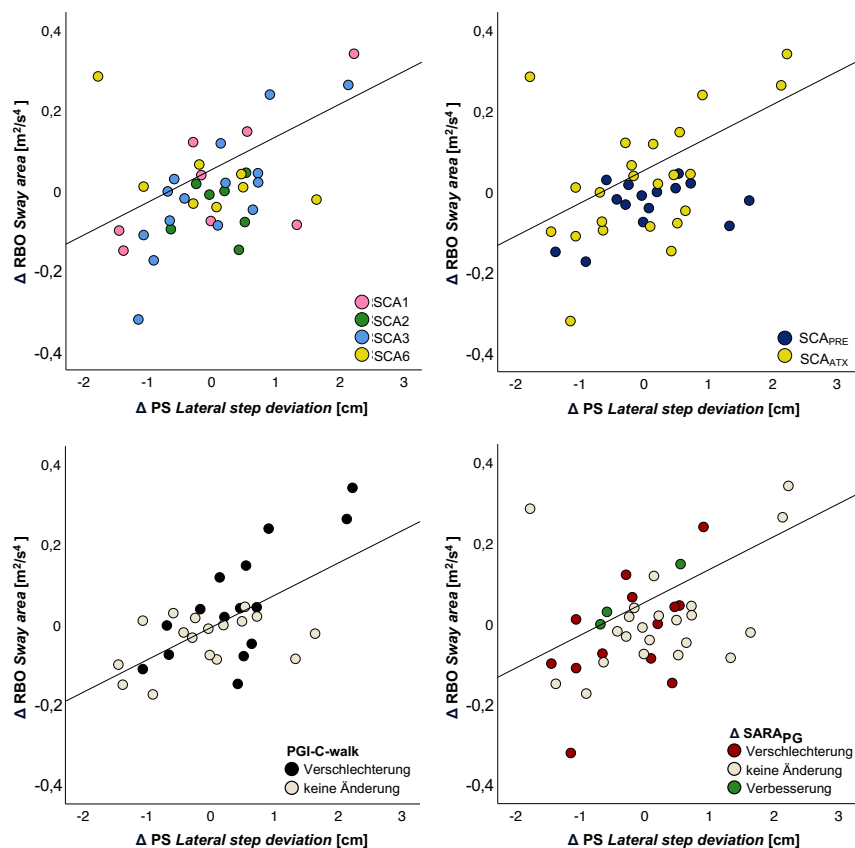 0,4
0,2
0
-0,2
-0,4
Δ RBO Sway area [m²/s⁴]
SCA1
SCA2
SCA3
SCA6
-2 -1 0 1 2 3
Δ PS Lateral step deviation [cm]
0,4
0,2
0
-0,2
-0,4
Δ RBO Sway area [m²/s⁴]
SCAPRE
SCAATX
-2 -1 0 1 2 3
Δ PS Lateral step deviation [cm]
0,4
0,2
0
-0,2
-0,4
Δ RBO Sway area [m²/s⁴]
PGI-C-walk
Verschlechterung
keine Änderung
-2 -1 0 1 2 3
Δ PS Lateral step deviation [cm]
0,4
0,2
0
-0,2
-0,4
Δ RBO Sway area [m²/s⁴]
Δ SARAPG
Verschlechterung
keine Änderung
Verbesserung
-2 -1 0 1 2 3
Δ PS Lateral step deviation [cm]